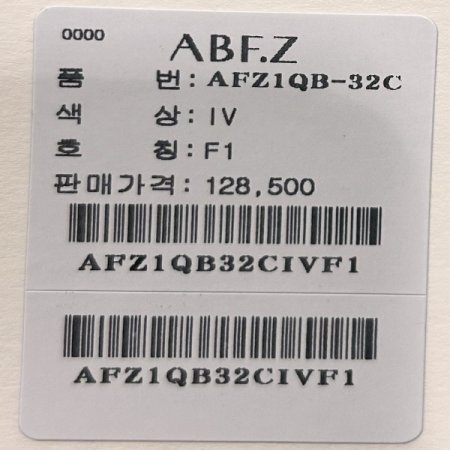 0000
ABF.Z
품 번: AFZ1QB-32C
색 상: IV
호 칭: F1
판매가격: 128,500
AFZ1QB32CIVF1
AFZ1QB32CIVF1